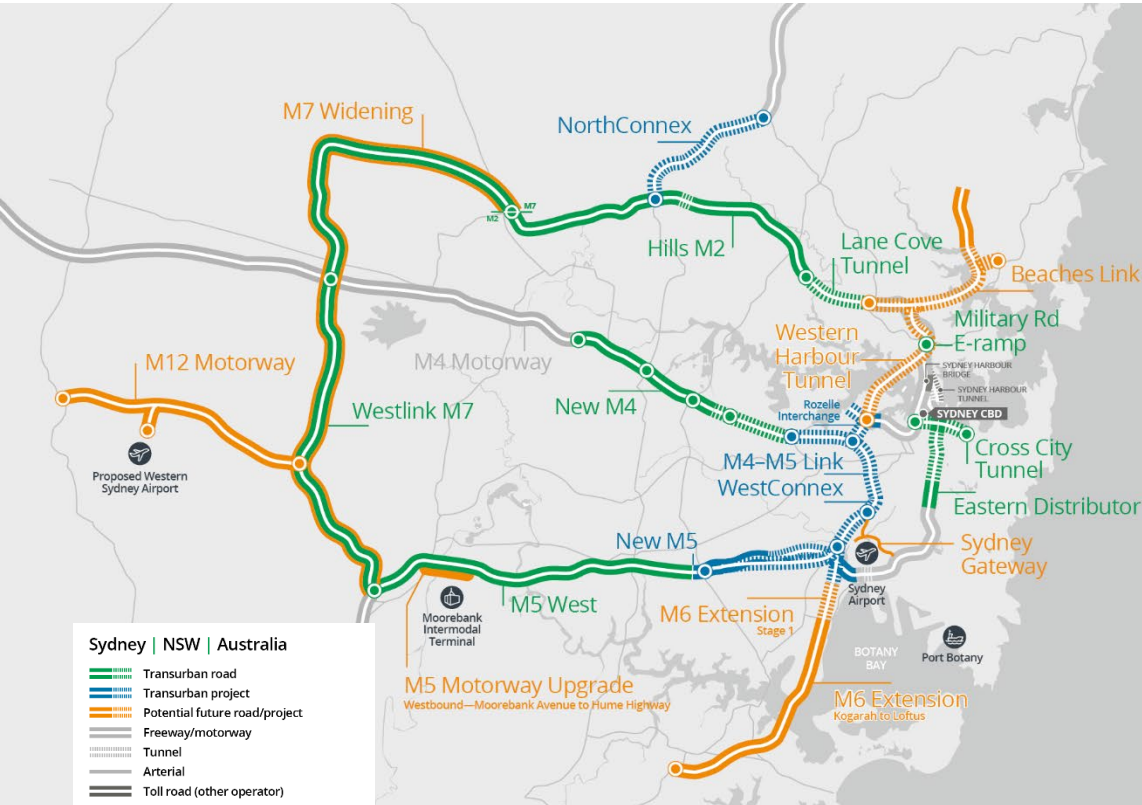 M7 Widening
NorthConnex
M7
M2
Hills M2
Lane Cove
Tunnel
Beaches Link
Military Rd
E-ramp
Western
Harbour
Tunnel
M4 Motorway
M12 Motorway
SYDNEY HARBOUR
BRIDGE
SYDNEY HARBOUR
TUNNEL
Westlink M7
New M4
Rozelle
Interchange
SYDNEY CBD
Cross City
Tunnel
M4–M5 Link
WestConnex
Proposed Western
Sydney Airport
Eastern Distributor
New M5
Sydney
Gateway
Sydney
Airport
M5 West
Moorebank
Intermodal
Terminal
M6 Extension
Stage 1
BOTANY
BAY
Port Botany
M5 Motorway Upgrade
Westbound—Moorebank Avenue to Hume Highway
M6 Extension
Kogarah to Loftus
Sydney | NSW | Australia
Transurban road
Transurban project
Potential future road/project
Freeway/motorway
Tunnel
Arterial
Toll road (other operator)